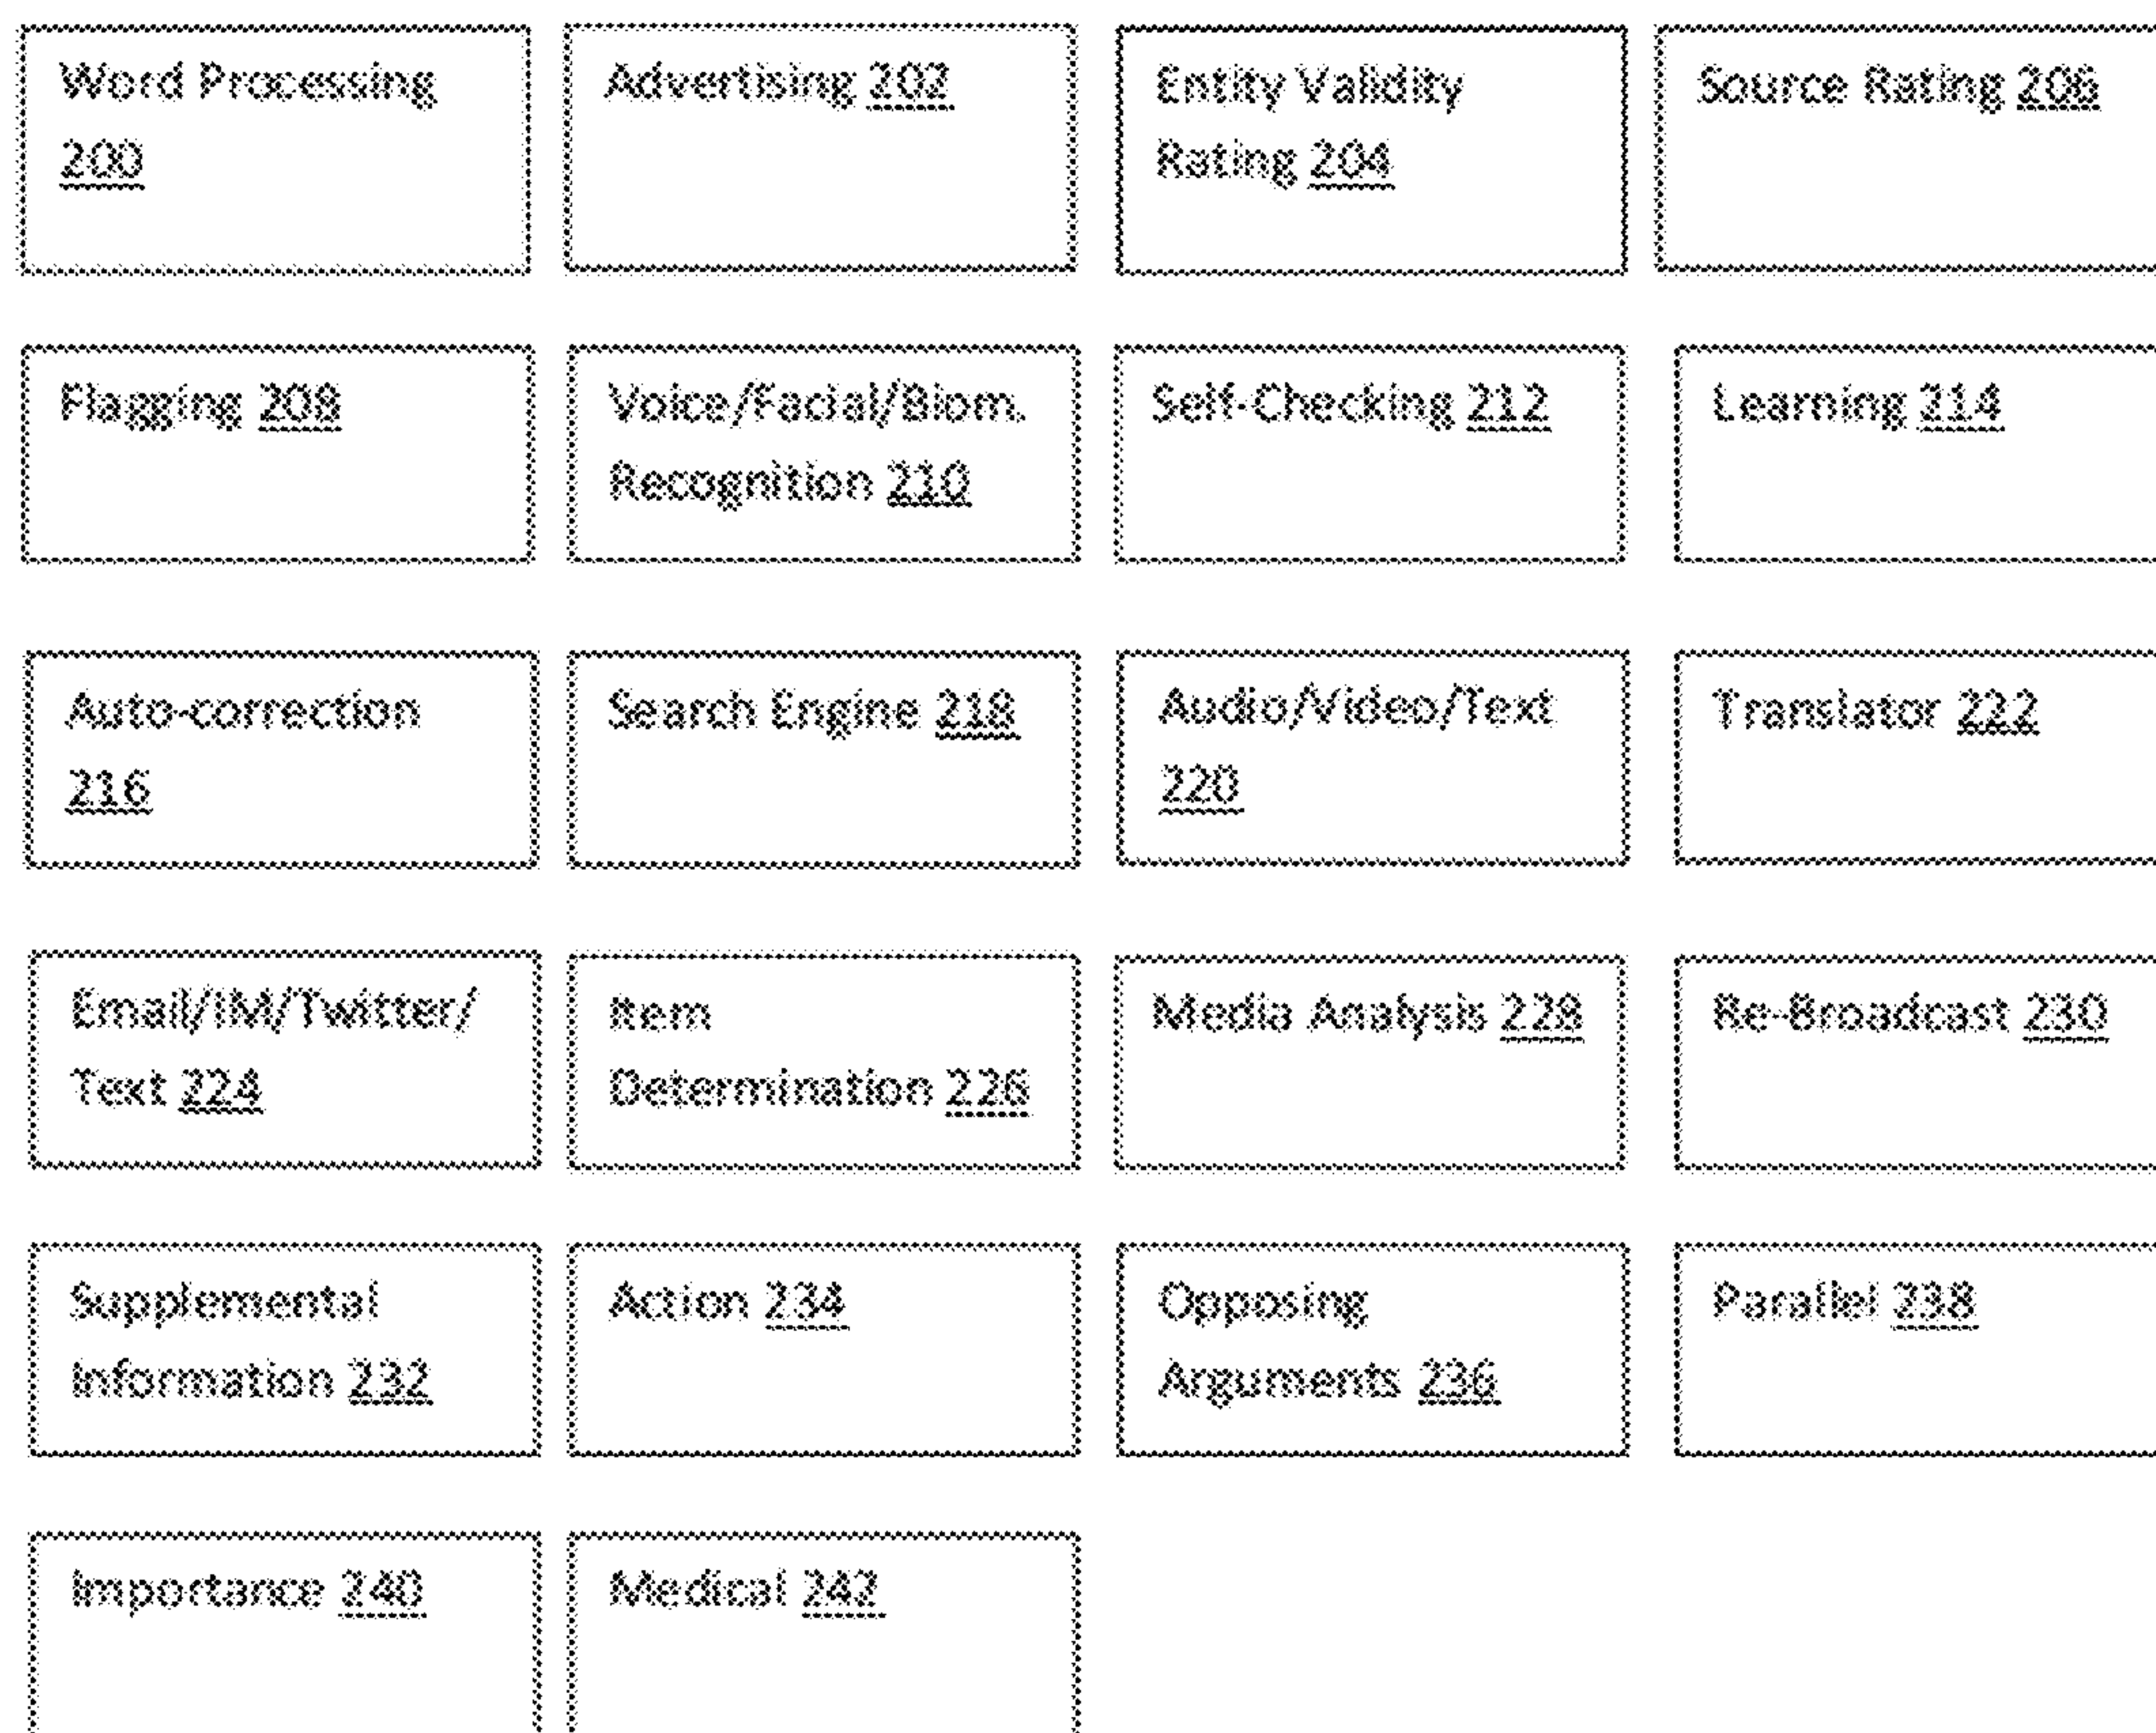 Word Processing
200
Advertising 202
Entity Validity
Rating 204
Source Rating 206
Flagging 208
Voice/Facial/Biom.
Recognition 210
Self-Checking 212
Learning 214
Auto-correction
216
Search Engine 218
Audio/Video/Text
220
Translator 222
Email/IM/Twitter/
Text 224
Item
Determination 226
Media Analysis 228
Re-Broadcast 230
Supplemental
Information 232
Action 234
Opposing
Arguments 236
Parallel 238
Importance 240
Medical 242